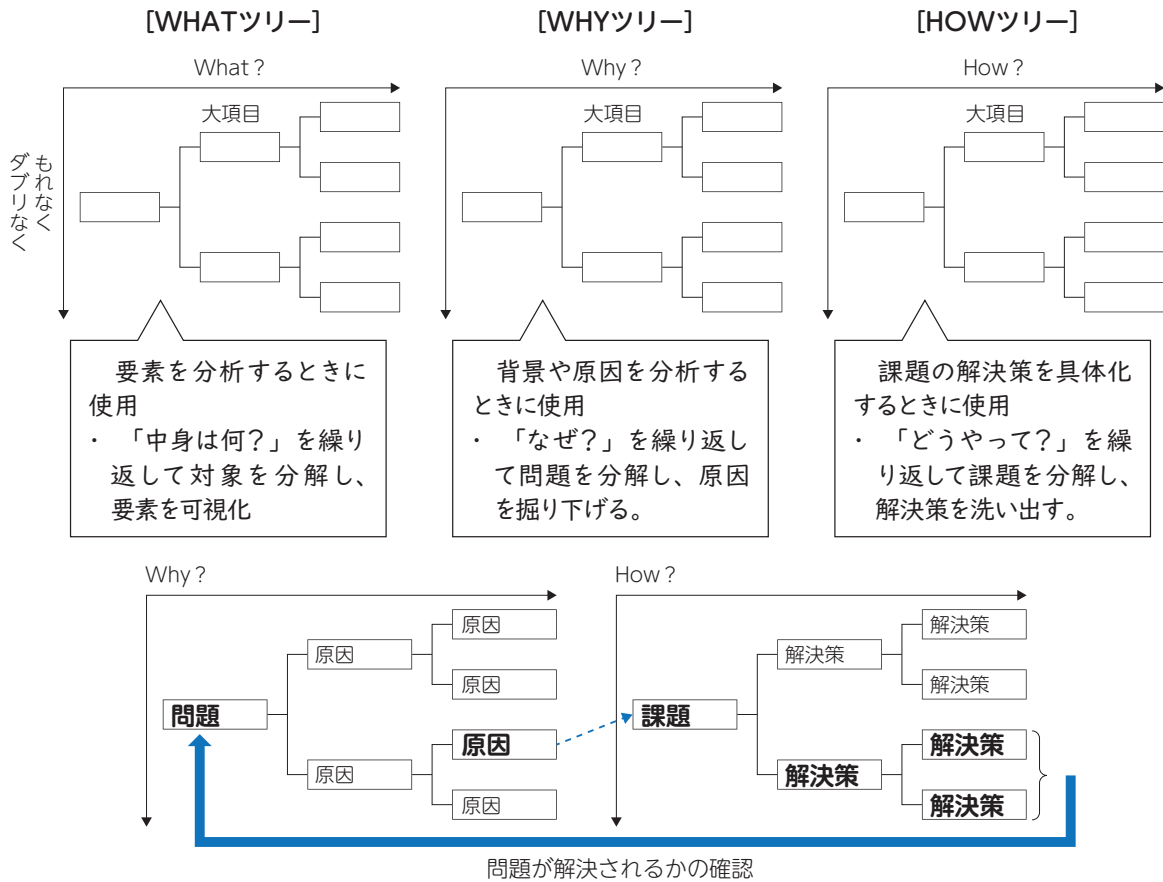 [WHATツリー]
What?
大項目
もれなく
ダブリなく
要素を分析するときに
使用
・ 「中身は何?」を繰り
返して対象を分解し、
要素を可視化
[WHYツリー]
Why?
大項目
背景や原因を分析する
ときに使用
・ 「なぜ?」を繰り返し
て問題を分解し、原因
を掘り下げる。
[HOWツリー]
How?
大項目
課題の解決策を具体化
するときに使用
・ 「どうやって?」を繰
り返して課題を分解し、
解決策を洗い出す。
Why?
問題
原因
原因
原因
原因
原因
原因
How?
課題
解決策
解決策
解決策
解決策
解決策
解決策
問題が解決されるかの確認